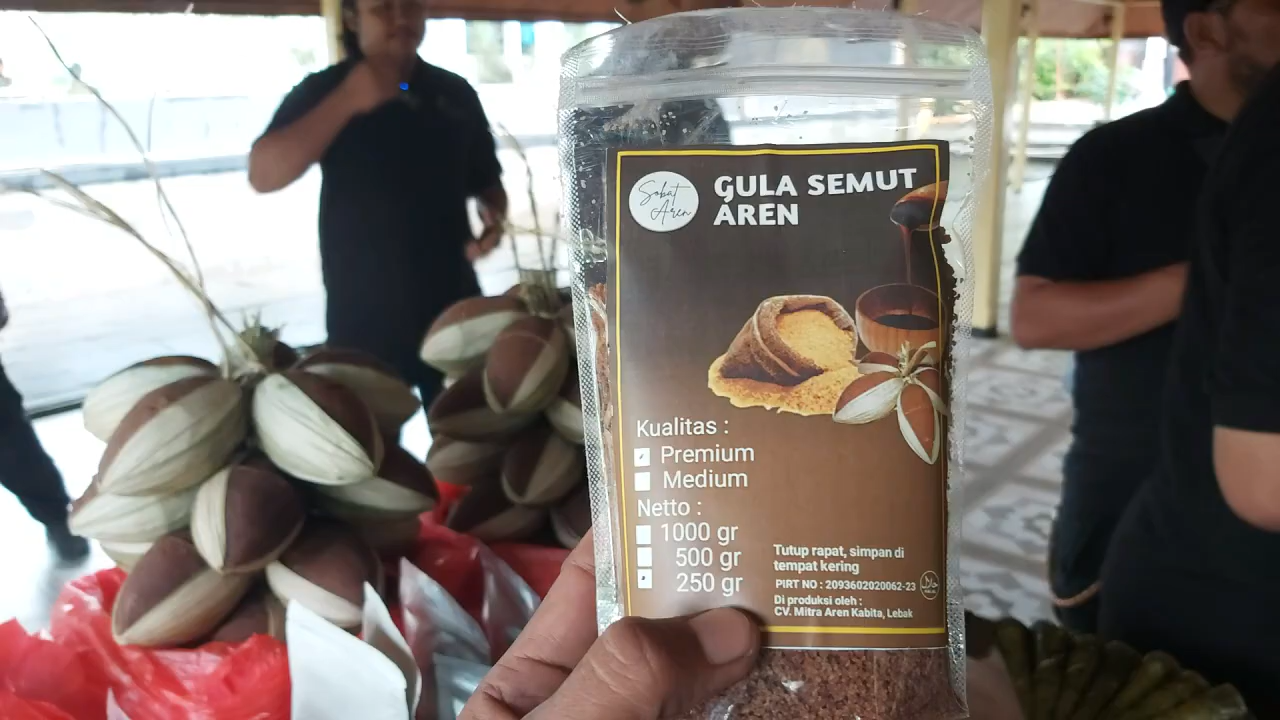 Sobat
Aren
GULA SEMUT
AREN
Kualitas :
Premium
Medium
Netto :
1000 gr
500 gr
250 gr
Tutup rapat, simpan di
tempat kering
PIRT NO : 2093602020062-23
Di produksi oleh :
CV. Mitra Aren Kabita, Lebak